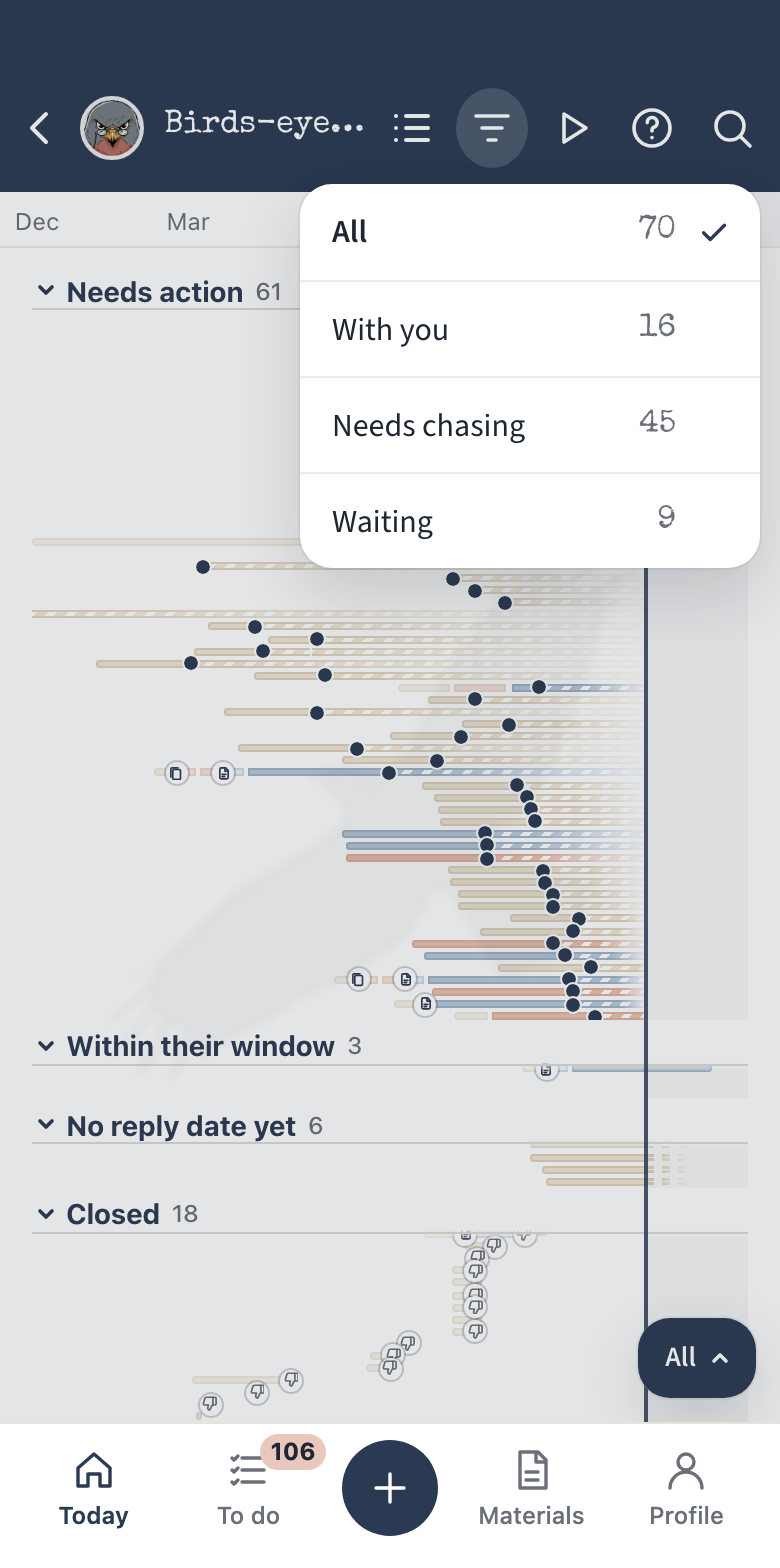 Birds-eye...
Dec Mar
All 70
With you 16
Needs chasing 45
Waiting 9
Needs action 61
Within their window 3
No reply date yet 6
Closed 18
All
106
Today To do Materials Profile